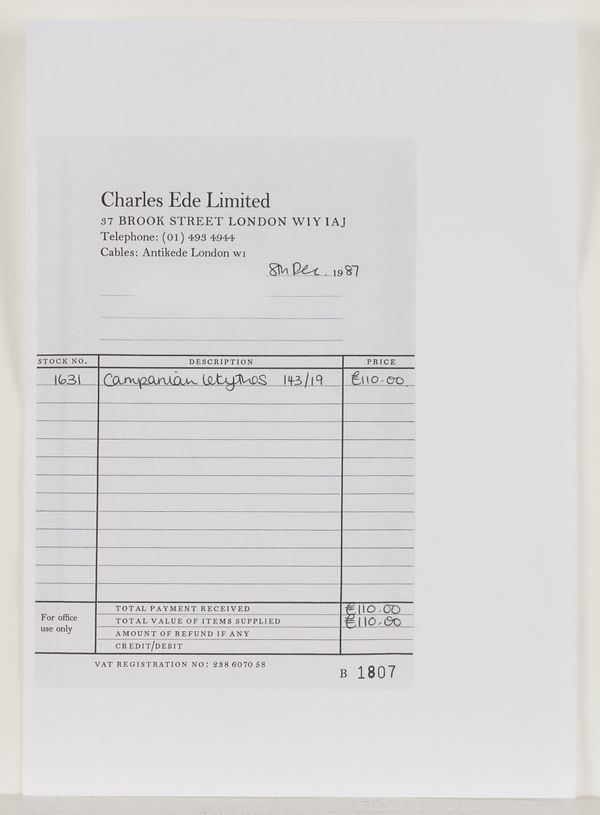 Charles Ede Limited
37 BROOK STREET LONDON W1Y 1AJ
Telephone: (01) 493 4944
Cables: Antikede London W1
8th Dec. 1987
STOCK NO. DESCRIPTION PRICE
1631 Campanian lekythos 143/19 £110.00
For office use only
TOTAL PAYMENT RECEIVED £110.00
TOTAL VALUE OF ITEMS SUPPLIED £110.00
AMOUNT OF REFUND IF ANY
CREDIT/DEBIT
VAT REGISTRATION NO: 238 6070 58
B 1807